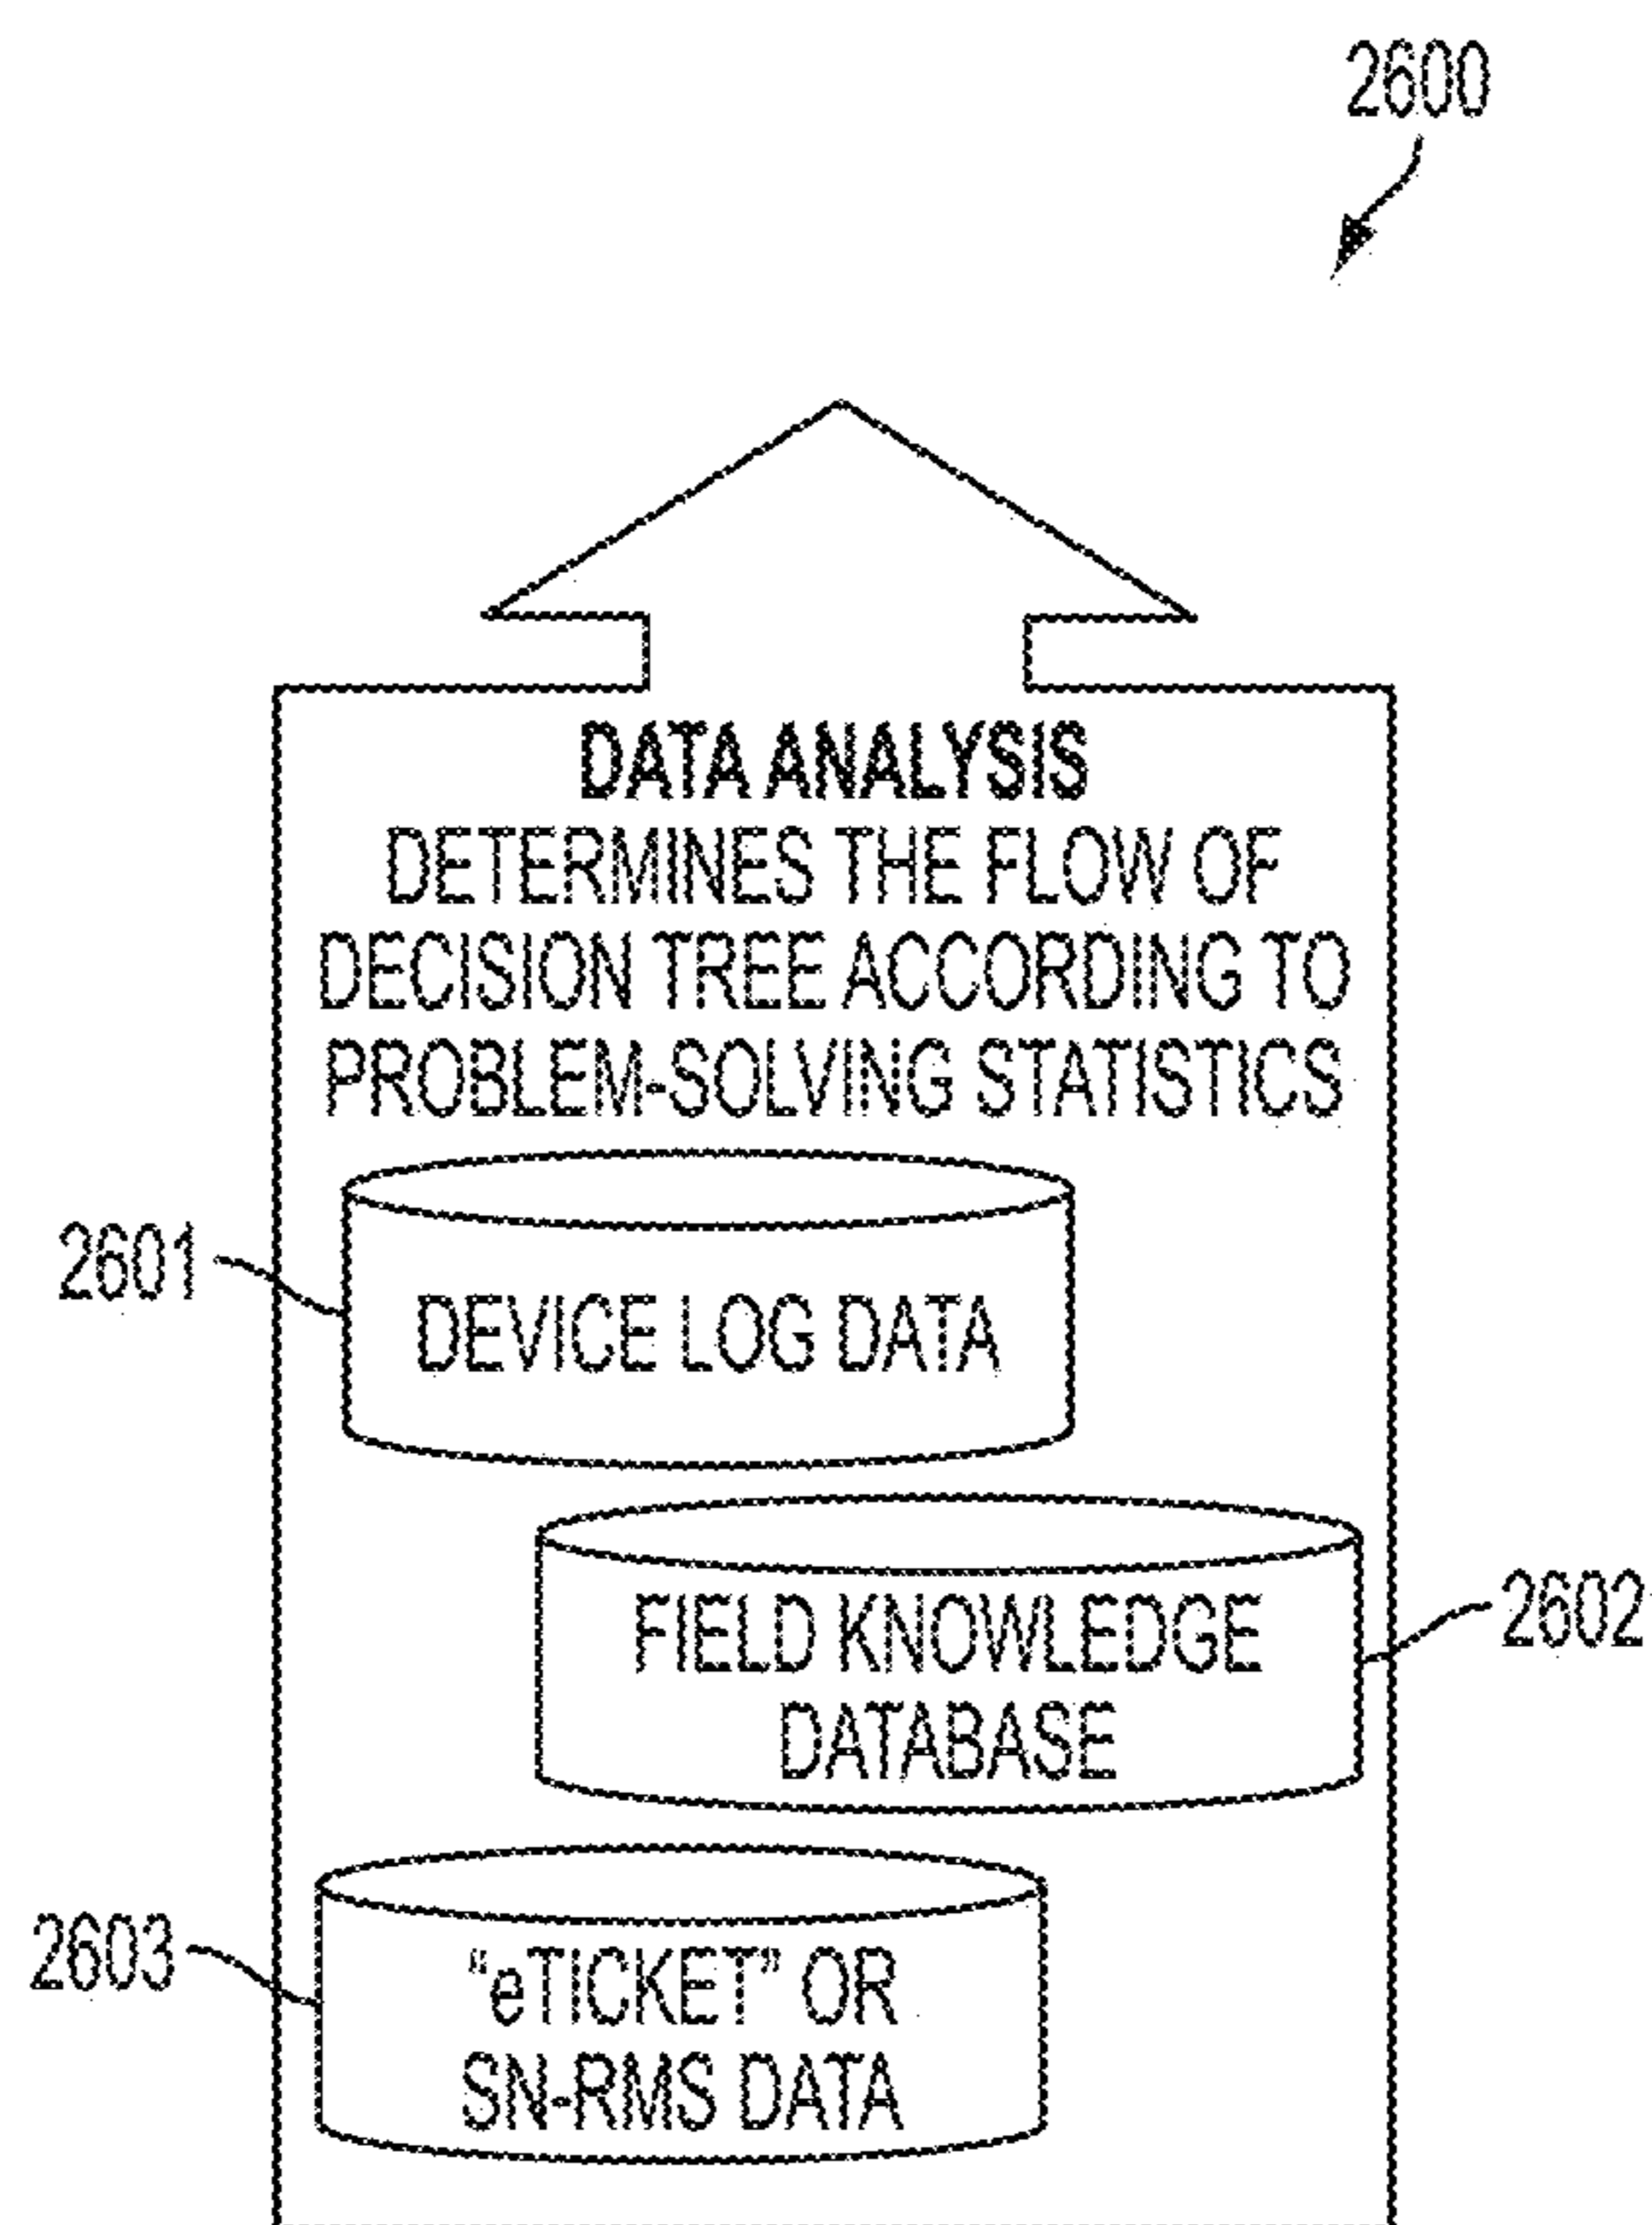 2600
DATA ANALYSIS
DETERMINES THE FLOW OF
DECISION TREE ACCORDING TO
PROBLEM-SOLVING STATISTICS
2601
DEVICE LOG DATA
FIELD KNOWLEDGE
DATABASE
2602
2603
"eTICKET" OR
SN-RMS DATA